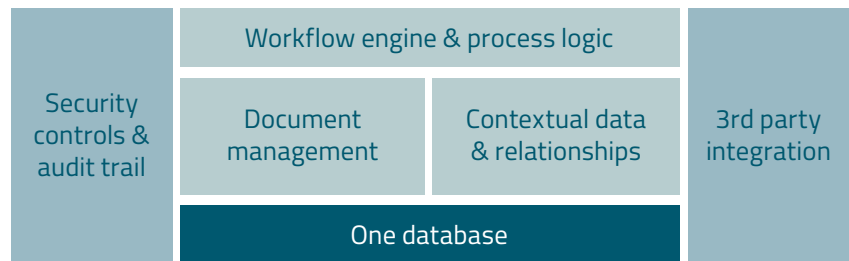 Security
controls &
audit trail
Workflow engine & process logic
Document
management
Contextual data
& relationships
One database
3rd party
integration